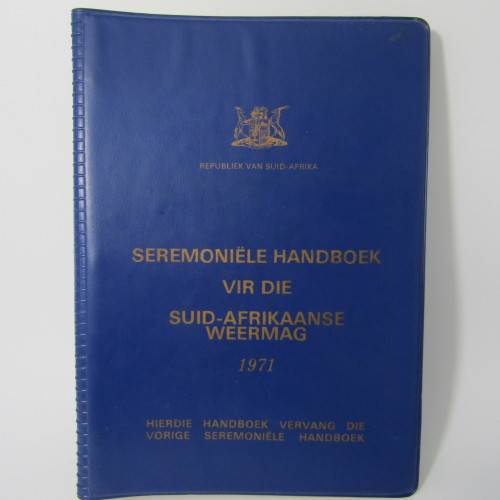 REPUBLIEK VAN SUID-AFRIKA
SEREMONIËLE HANDBOEK
VIR DIE
SUID-AFRIKAANSE
WEERMAG
1971
HIERDIE HANDBOEK VERVANG DIE
VORIGE SEREMONIËLE HANDBOEK